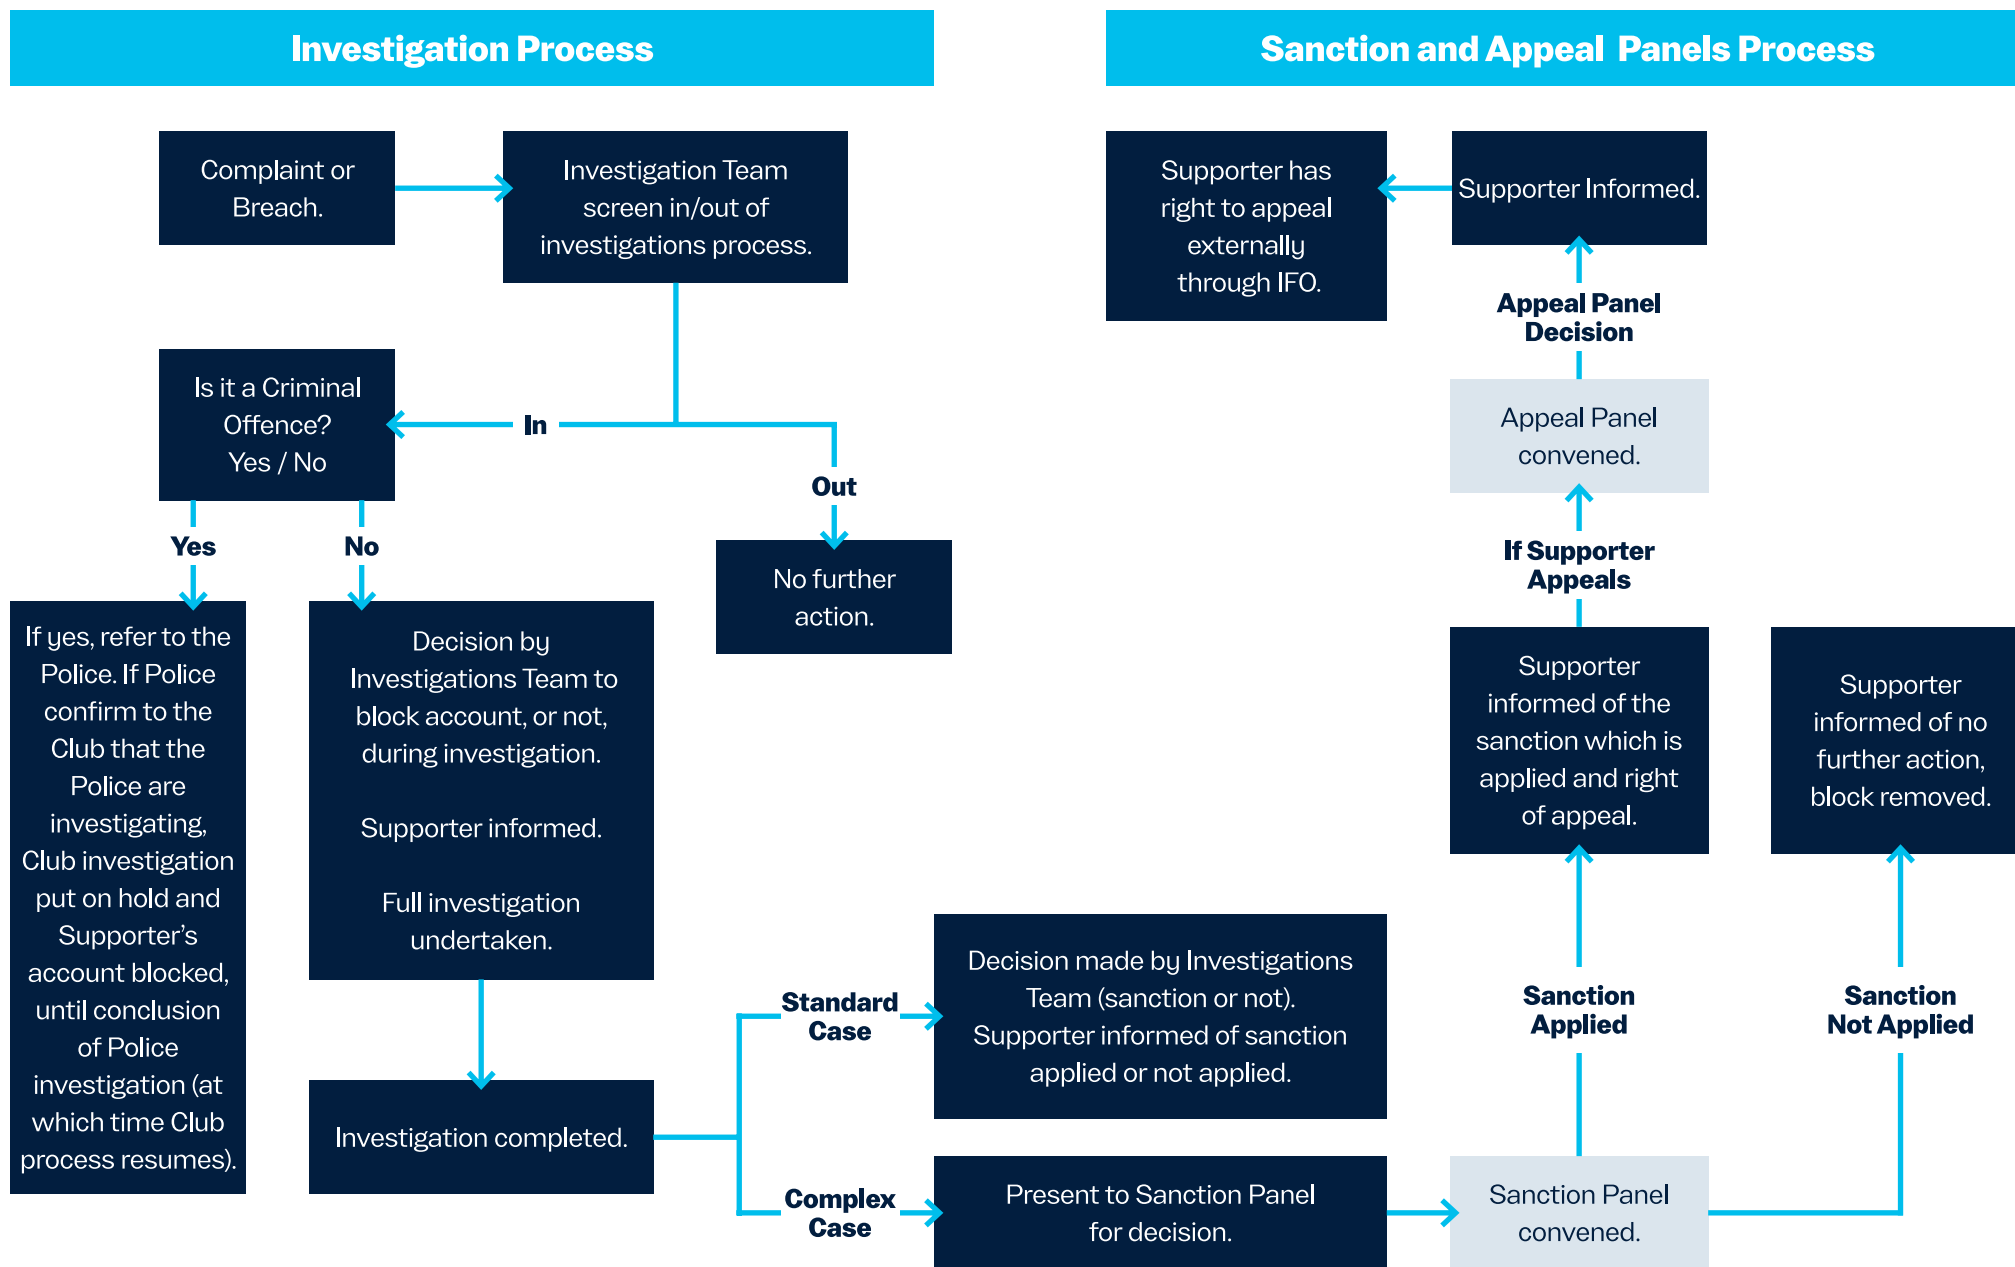 Investigation Process
Complaint or
Breach.
Investigation Team
screen in/out of
investigations process.
Is it a Criminal
Offence?
Yes / No
In
Out
No further
action.
Yes
No
If yes, refer to the
Police. If Police
confirm to the
Club that the
Police are
investigating,
Club investigation
put on hold and
Supporter’s
account blocked,
until conclusion
of Police
investigation (at
which time Club
process resumes).
Decision by
Investigations Team to
block account, or not,
during investigation.
Supporter informed.
Full investigation
undertaken.
Investigation completed.
Standard
Case
Decision made by Investigations
Team (sanction or not).
Supporter informed of sanction
applied or not applied.
Complex
Case
Present to Sanction Panel
for decision.
Sanction and Appeal Panels Process
Supporter has
right to appeal
externally
through IFO.
Supporter Informed.
Appeal Panel
Decision
Appeal Panel
convened.
If Supporter
Appeals
Supporter
informed of the
sanction which is
applied and right
of appeal.
Supporter
informed of no
further action,
block removed.
Sanction
Applied
Sanction
Not Applied
Sanction Panel
convened.